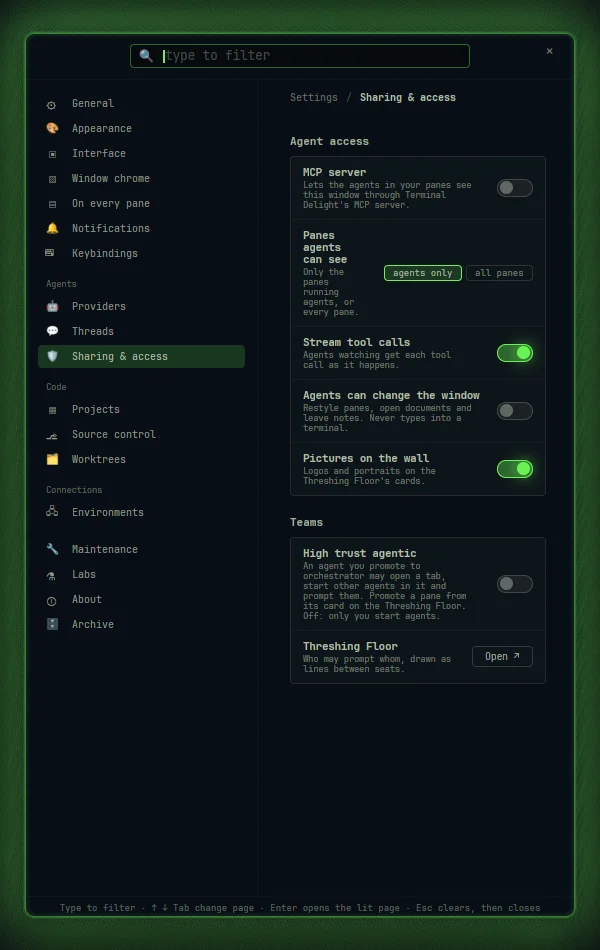 type to filter
×
General
Appearance
Interface
Window chrome
On every pane
Notifications
Keybindings
Agents
Providers
Threads
Sharing & access
Code
Projects
Source control
Worktrees
Connections
Environments
Maintenance
Labs
About
Archive
Settings / Sharing & access
Agent access
MCP server
Lets the agents in your panes see
this window through Terminal
Delight's MCP server.
Panes
agents
can see
Only the
panes
running
agents, or
every pane.
agents only
all panes
Stream tool calls
Agents watching get each tool
call as it happens.
Agents can change the window
Restyle panes, open documents and
leave notes. Never types into a
terminal.
Pictures on the wall
Logos and portraits on the
Threshing Floor's cards.
Teams
High trust agentic
An agent you promote to
orchestrator may open a tab,
start other agents in it and
prompt them. Promote a pane from
its card on the Threshing Floor.
Off: only you start agents.
Threshing Floor
Who may prompt whom, drawn as
lines between seats.
Open ↗
Type to filter · ↑ ↓ Tab change page · Enter opens the lit page · Esc clears, then closes